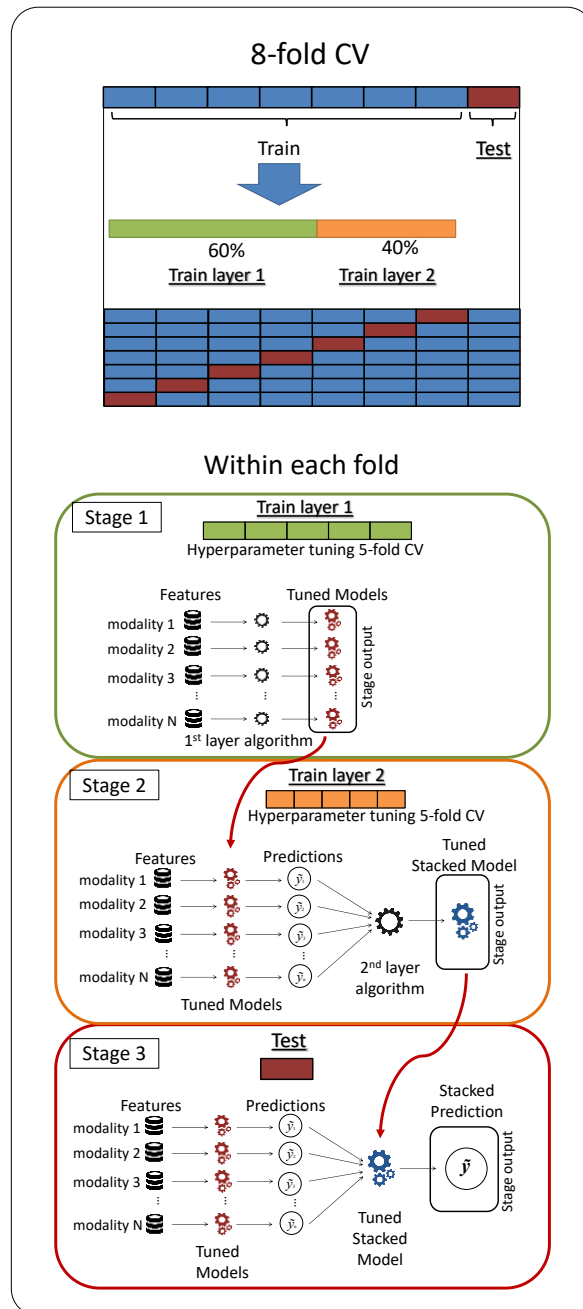 8-fold CV
Train
Test
60%
40%
Train layer 1
Train layer 2
Within each fold
Stage 1
Train layer 1
Hyperparameter tuning 5-fold CV
Features
Tuned Models
modality 1
modality 2
modality 3
...
...
...
modality N
Stage output
1st layer algorithm
Stage 2
Train layer 2
Hyperparameter tuning 5-fold CV
Features
Predictions
Tuned
Stacked Model
modality 1
ỹ₁
modality 2
ỹ₂
modality 3
ỹ₃
...
...
...
modality N
Stage output
2nd layer
algorithm
Tuned Models
Stage 3
Test
Features
Predictions
Stacked
Prediction
modality 1
ỹ₁
modality 2
modality 3
ỹ
...
...
...
modality N
Stage output
Tuned
Models
Tuned
Stacked
Model